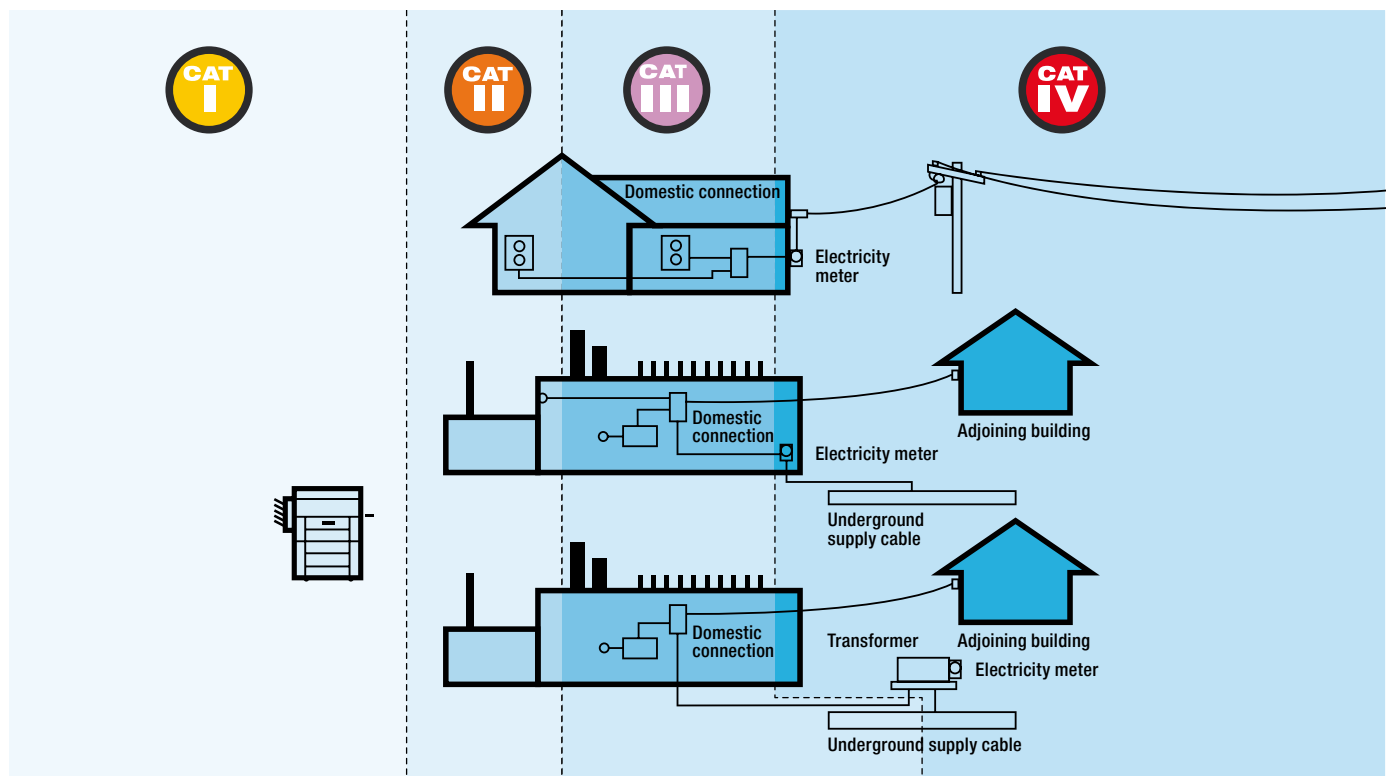 CAT
I
CAT
II
CAT
III
CAT
IV
Domestic connection
Electricity
meter
Adjoining building
Domestic
connection
Electricity meter
Underground
supply cable
Domestic
connection
Transformer
Adjoining building
Electricity meter
Underground supply cable